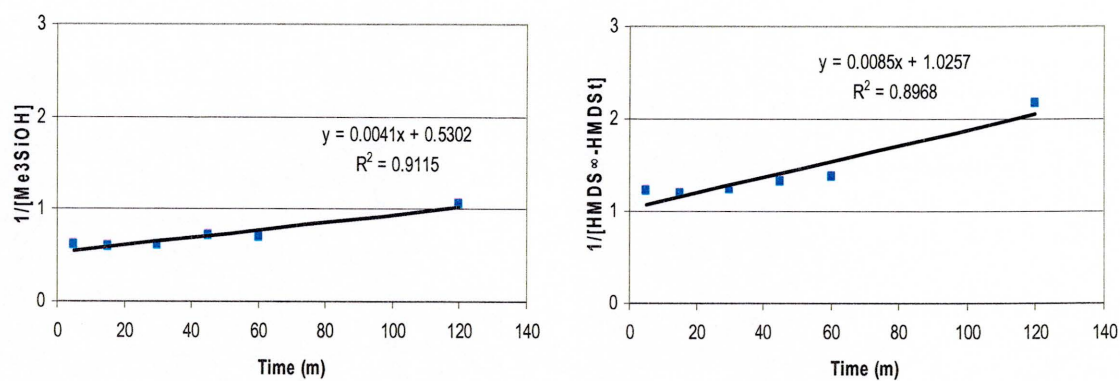 3
2
1
0
1/[Me3SiOH]
y = 0.0041x + 0.5302
R² = 0.9115
0 20 40 60 80 100 120 140
Time (m)
3
2
1
0
1/[HMDS∞-HMDSt]
y = 0.0085x + 1.0257
R² = 0.8968
0 20 40 60 80 100 120 140
Time (m)